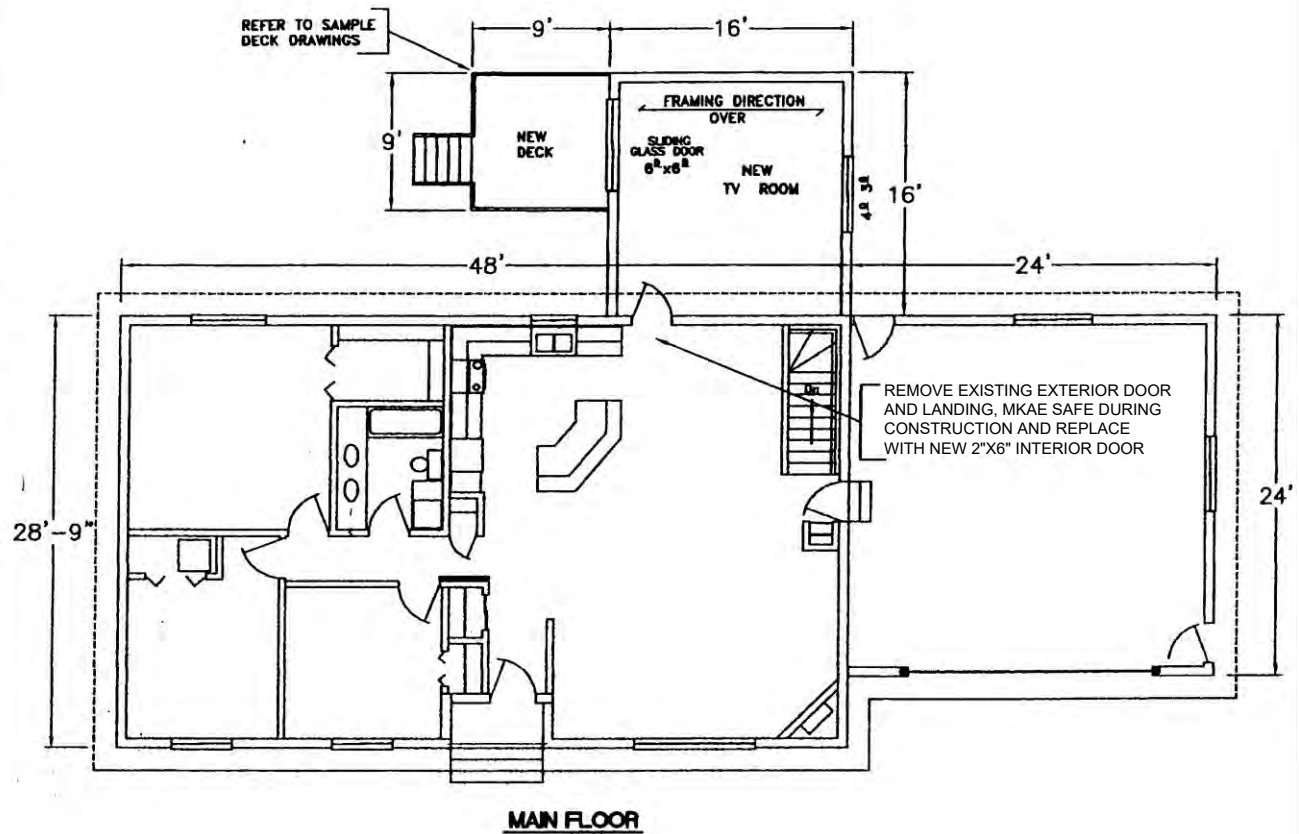 REFER TO SAMPLE
DECK DRAWINGS
9'
16'
9'
NEW
DECK
FRAMING DIRECTION
OVER
SLIDING
GLASS DOOR
6⁸x6⁸
NEW
TV ROOM
4⁰ 3⁰
16'
48'
24'
Dn
REMOVE EXISTING EXTERIOR DOOR
AND LANDING, MKAE SAFE DURING
CONSTRUCTION AND REPLACE
WITH NEW 2"X6" INTERIOR DOOR
28'-9"
24'
MAIN FLOOR